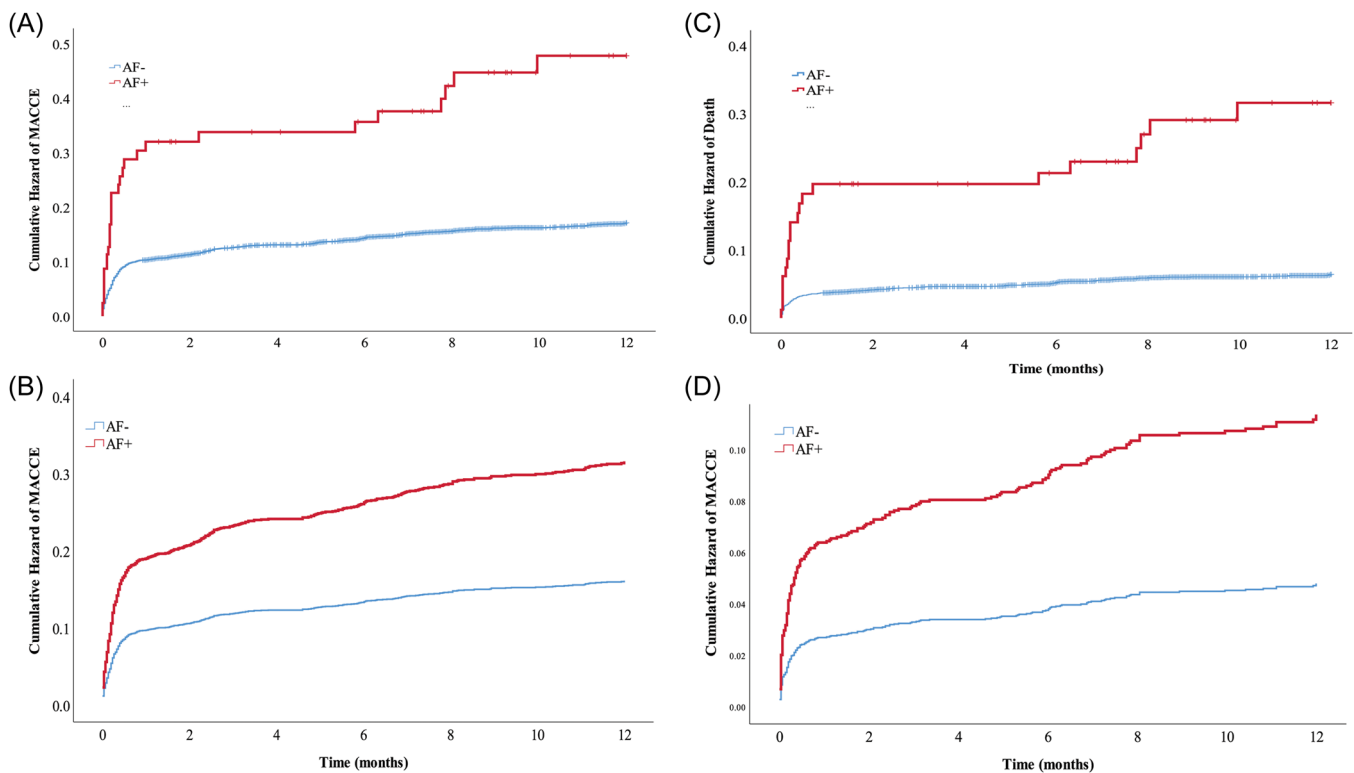 (A)
Cumulative Hazard of MACCE
0.5
0.4
0.3
0.2
0.1
0.0
AF-
AF+
...
0 2 4 6 8 10 12
(C)
Cumulative Hazard of Death
0.4
0.3
0.2
0.1
0.0
AF-
AF+
...
0 2 4 6 8 10 12
Time (months)
(B)
Cumulative Hazard of MACCE
0.4
0.3
0.2
0.1
0.0
AF-
AF+
0 2 4 6 8 10 12
Time (months)
(D)
Cumulative Hazard of MACCE
0.10
0.08
0.06
0.04
0.02
0.00
AF-
AF+
0 2 4 6 8 10 12
Time (months)